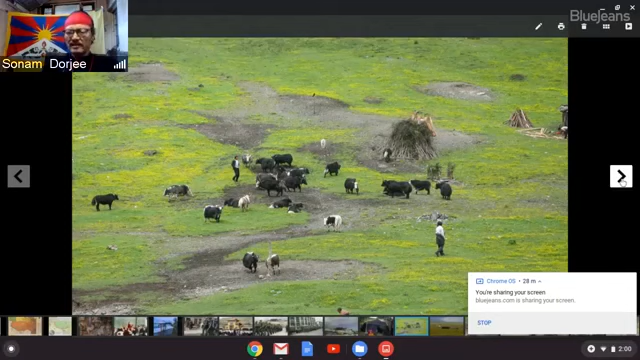 BlueJeans
Sonam Dorjee
Chrome OS • 28 m
You're sharing your screen
bluejeans.com is sharing your screen.
STOP
2:00